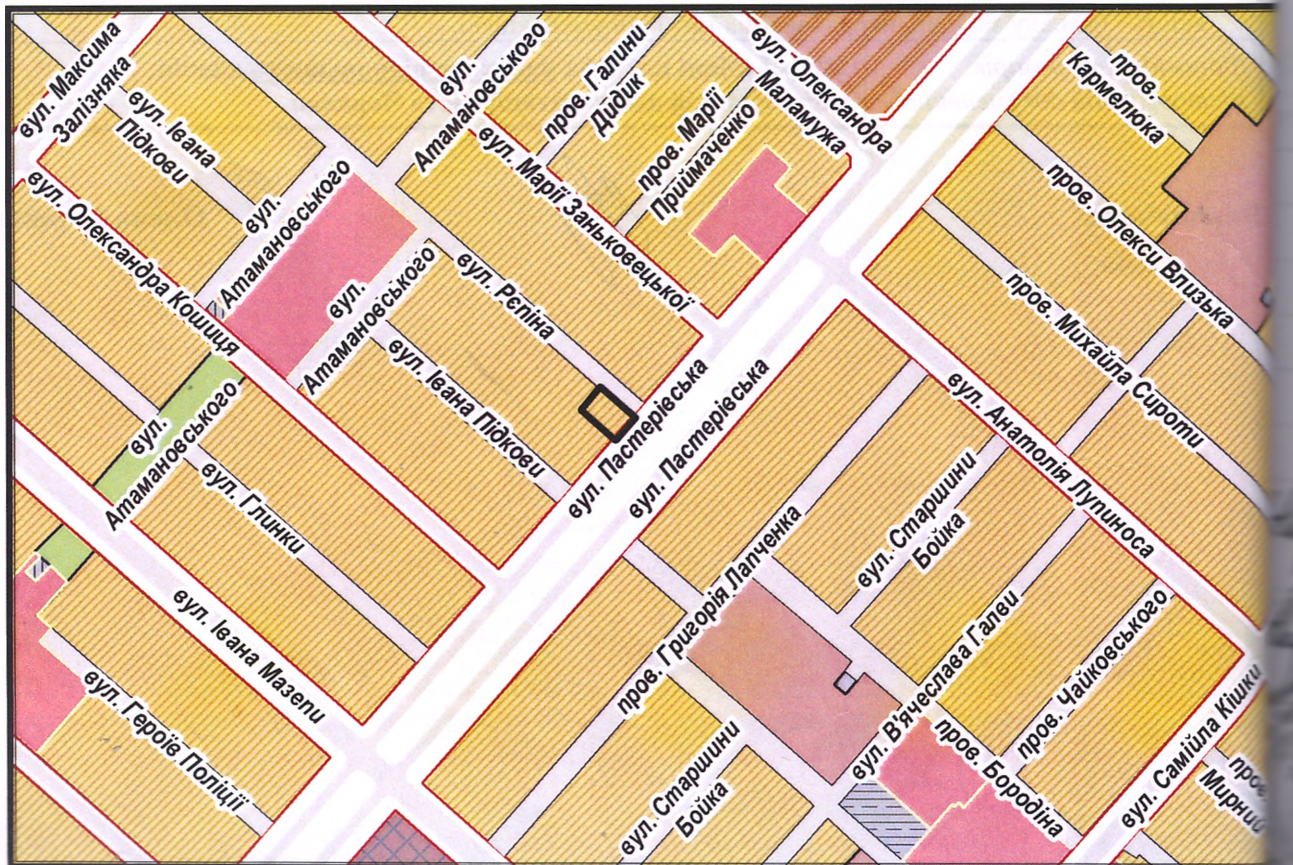 вул. Максима
Залізняка
вул. Івана
Підкови
вул.
Атамановського
пров. Галини
Дидик
пров. Марії
Приймаченко
вул. Олександра
Маламужа
пров.
Кармелюка
вул. Олександра Кошиця
вул.
Атамановського
вул. Марії Заньковецької
пров. Олекси Влизька
вул.
Атамановського
вул. Рєпіна
пров. Михайла Сироти
вул. Івана Підкови
вул. Пастерівська
вул. Пастерівська
вул. Анатолія Лупиноса
вул.
Атамановського
вул. Глинки
вул. Старшини
Бойка
пров. Григорія Лапченка
вул. Івана Мазепи
вул. В'ячеслава Галви
пров. Чайковського
вул. Героїв Поліції
вул. Старшини
Бойка
пров. Бородіна
вул. Самійла Кішки
пров.
Мирний